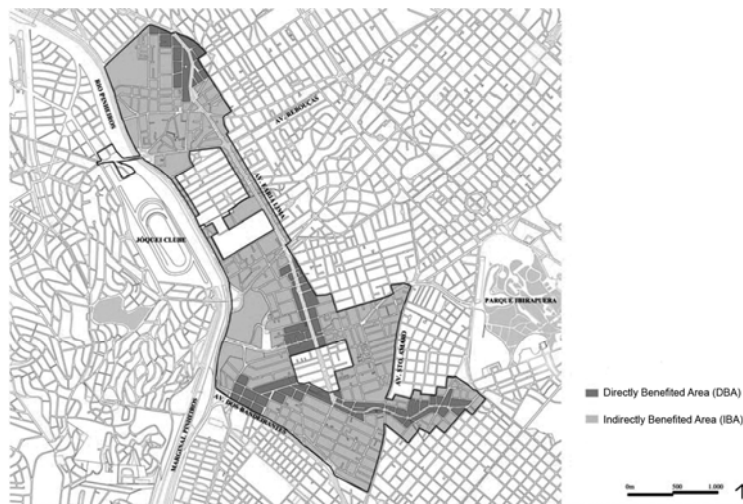 RIO PINHEIROS
AV. REBOUÇAS
AV. FARIA LIMA
JÓQUEI CLUBE
PARQUE IBIRAPUERA
AV. STO. AMARO
AV. DOS BANDEIRANTES
MARGINAL PINHEIROS
Directly Benefited Area (DBA)
Indirectly Benefited Area (IBA)
0m 500 1.000